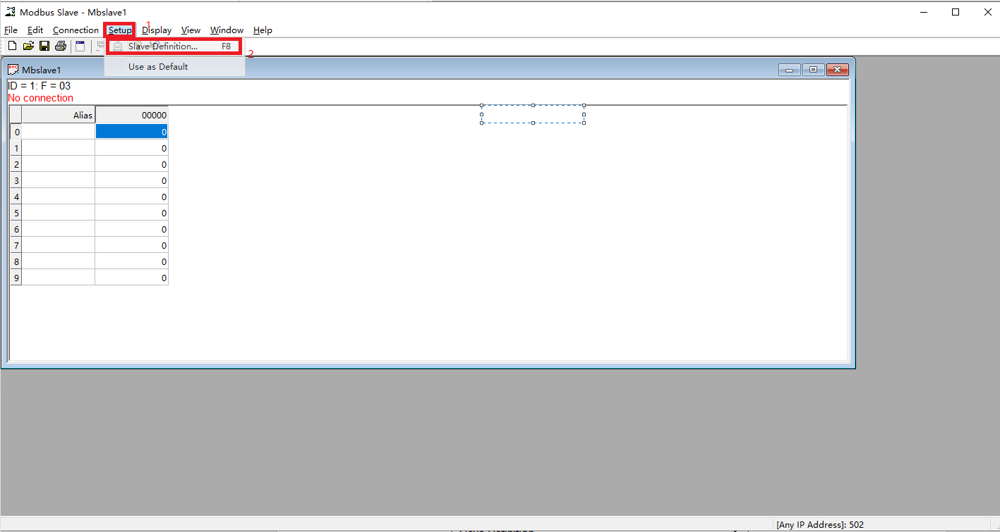 Modbus Slave - Mbslave1
File Edit Connection Setup Display View Window Help
1
Slave Definition... F8
2
Use as Default
Mbslave1
ID = 1: F = 03
No connection
Alias 00000
0 0
1 0
2 0
3 0
4 0
5 0
6 0
7 0
8 0
9 0
[Any IP Address]: 502